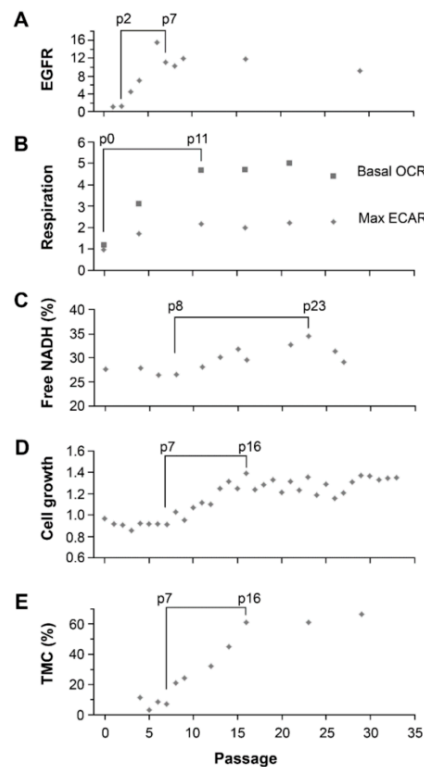 A
p2 p7
EGFR
16
12
8
4
0
B
p0 p11
Respiration
6
5
4
3
2
1
0
Basal OCR
Max ECAR
C
p8 p23
Free NADH (%)
40
35
30
25
20
D
p7 p16
Cell growth
1.6
1.4
1.2
1.0
0.8
0.6
E
p7 p16
TMC (%)
60
40
20
0
0 5 10 15 20 25 30 35
Passage